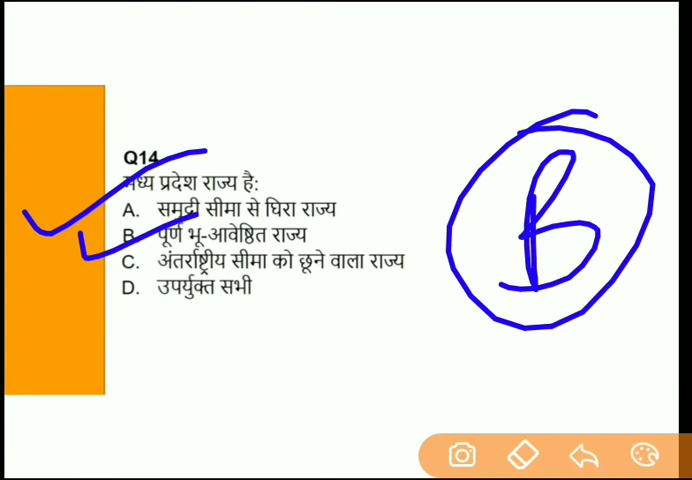 Q14
मध्य प्रदेश राज्य है:
A. समुद्री सीमा से घिरा राज्य
B. पूर्ण भू-आवेष्ठित राज्य
C. अंतर्राष्ट्रीय सीमा को छूने वाला राज्य
D. उपर्युक्त सभी
B